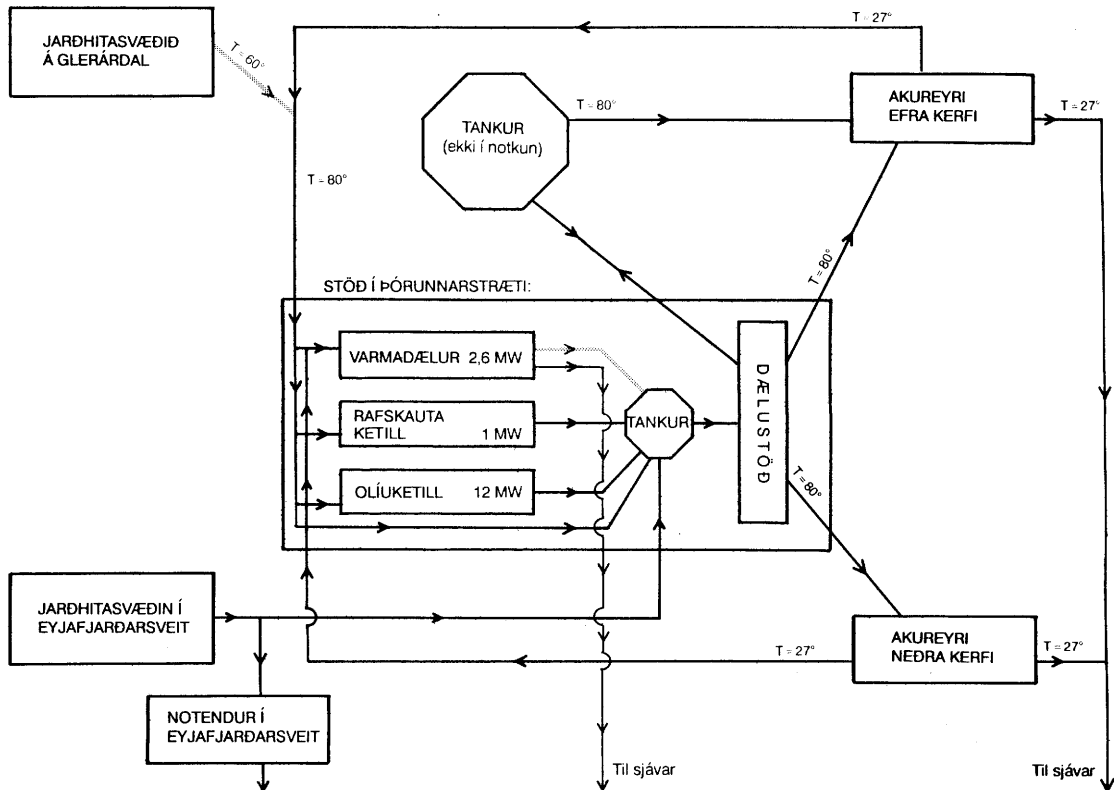 T = 27°
JARÐHITASVÆÐIÐ
Á GLERÁRDAL
T = 60°
T = 80°
AKUREYRI
EFRA KERFI
T = 27°
TANKUR
(ekki í notkun)
T = 80°
T = 80°
STÖÐ Í ÞÓRUNNARSTRÆTI:
VARMADÆLUR 2,6 MW
RAFSKAUTA
KETILL 1 MW
OLÍUKETILL 12 MW
TANKUR
DÆLUSTÖÐ
T = 80°
JARÐHITASVÆÐIN Í
EYJAFJARÐARSVEIT
AKUREYRI
NEÐRA KERFI
T = 27°
T = 27°
NOTENDUR Í
EYJAFJARÐARSVEIT
Til sjávar
Til sjávar